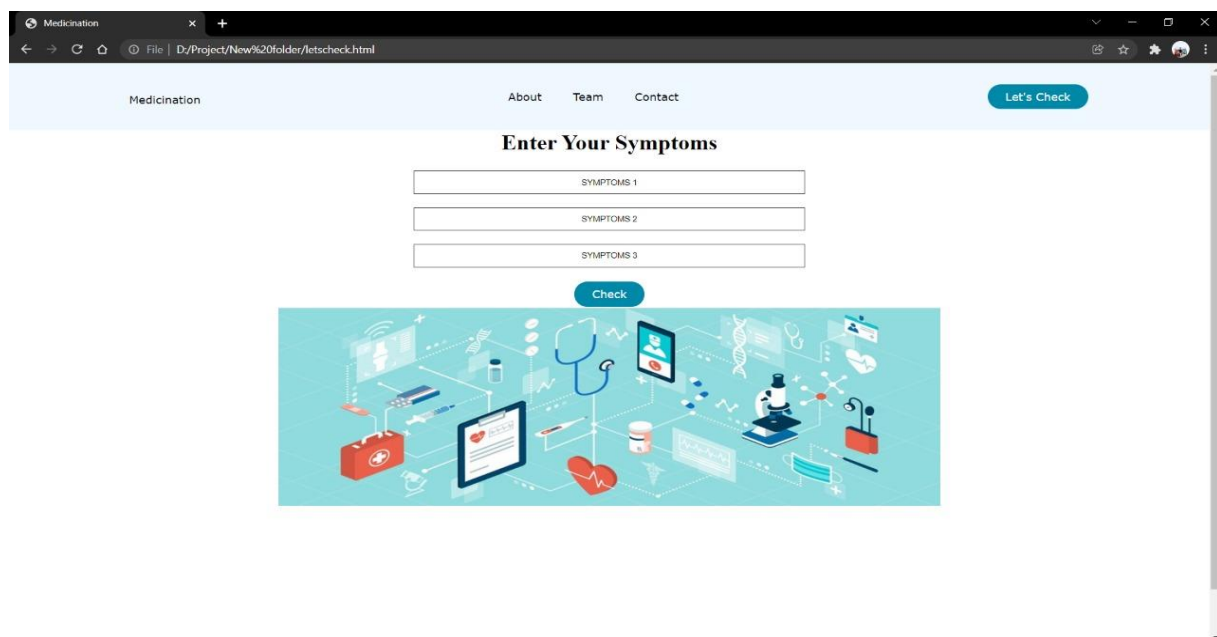 Medicination
File | D:/Project/New%20folder/letscheck.html
Medicination
About Team Contact
Let's Check
Enter Your Symptoms
SYMPTOMS 1
SYMPTOMS 2
SYMPTOMS 3
Check